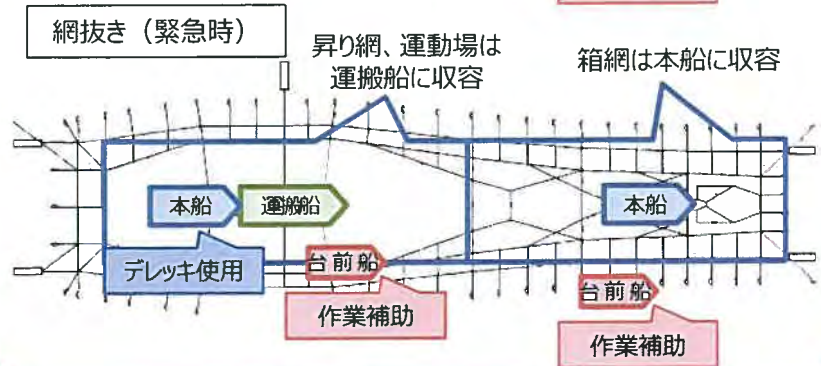 網抜き（緊急時）
昇り網、運動場は
運搬船に収容
箱網は本船に収容
本船
運搬船
本船
デレッキ使用
台前船
台前船
作業補助
作業補助